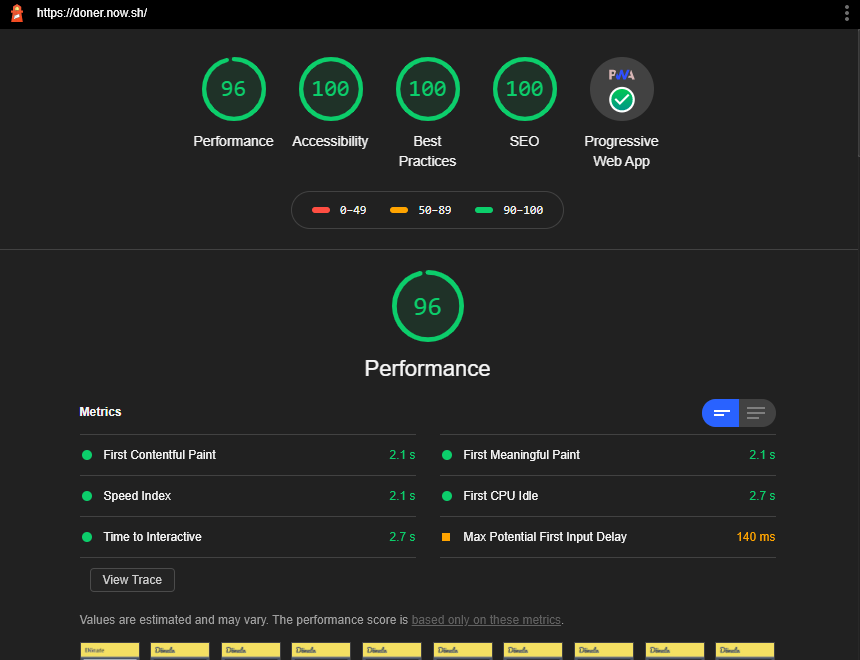 https://doner.now.sh/
96
100
100
100
PWA
Performance
Accessibility
Best
Practices
SEO
Progressive
Web App
0–49
50–89
90–100
96
Performance
Metrics
First Contentful Paint 2.1 s
First Meaningful Paint 2.1 s
Speed Index 2.1 s
First CPU Idle 2.7 s
Time to Interactive 2.7 s
Max Potential First Input Delay 140 ms
View Trace
Values are estimated and may vary. The performance score is based only on these metrics.